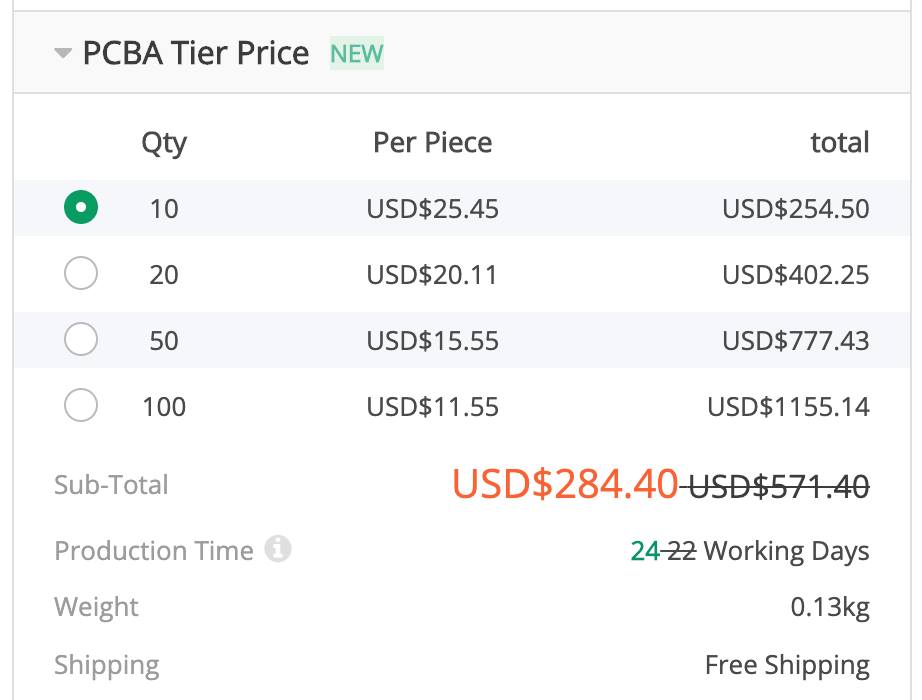 PCBA Tier Price NEW
Qty Per Piece total
10 USD$25.45 USD$254.50
20 USD$20.11 USD$402.25
50 USD$15.55 USD$777.43
100 USD$11.55 USD$1155.14
Sub-Total USD$284.40 USD$571.40
Production Time i 24 22 Working Days
Weight 0.13kg
Shipping Free Shipping